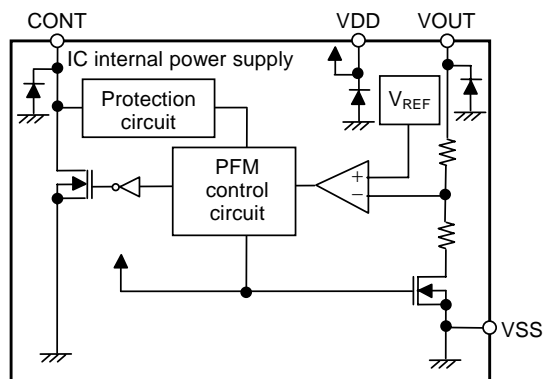 CONT
VDD
VOUT
IC internal power supply
Protection
circuit
VREF
PFM
control
circuit
+
−
VSS